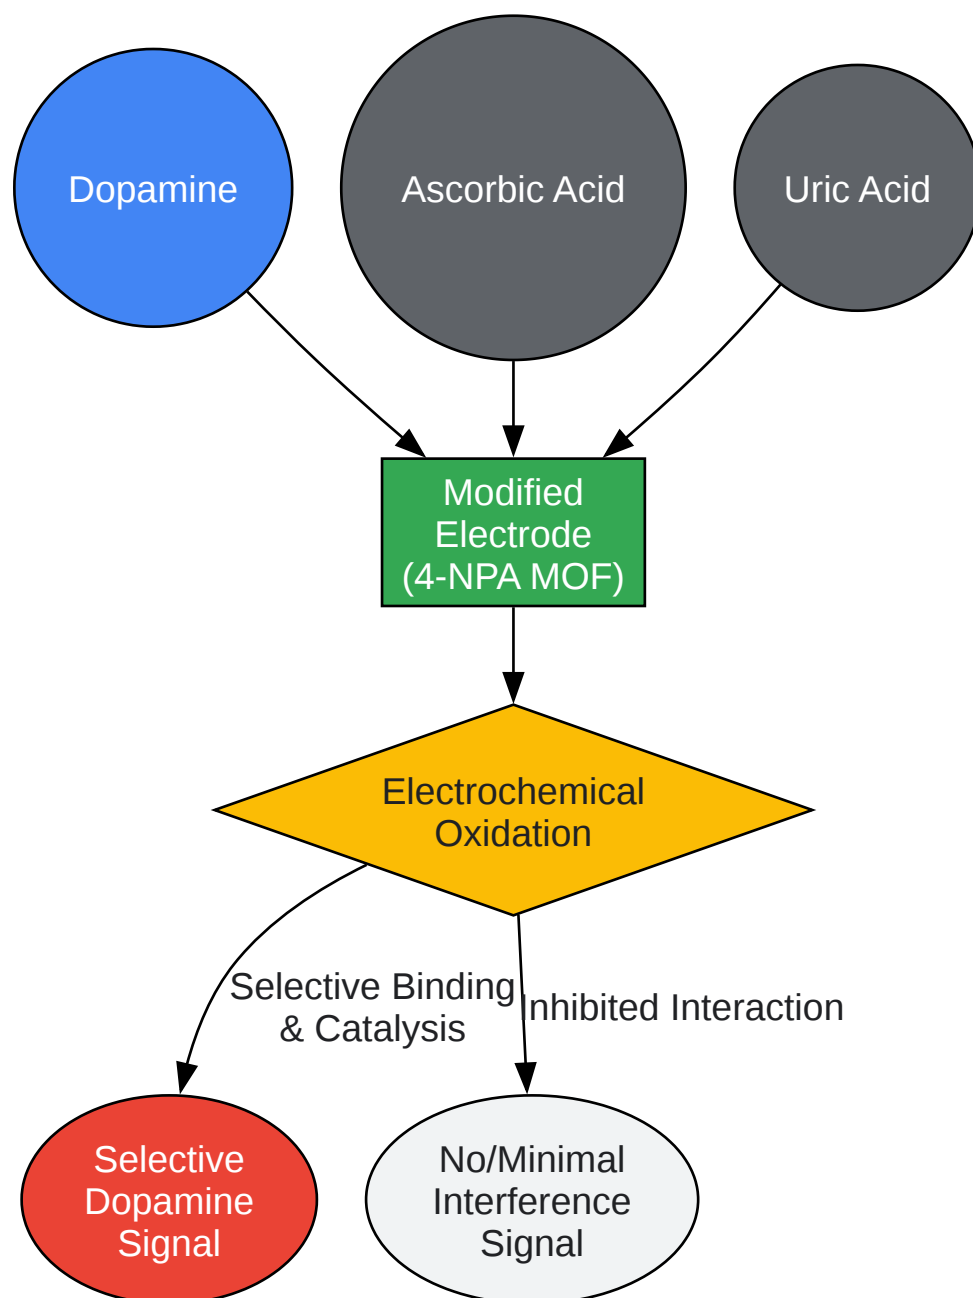 Dopamine
Ascorbic Acid
Uric Acid
Modified
Electrode
(4-NPA MOF)
Electrochemical
Oxidation
Selective Binding
& Catalysis
Inhibited Interaction
Selective
Dopamine
Signal
No/Minimal
Interference
Signal